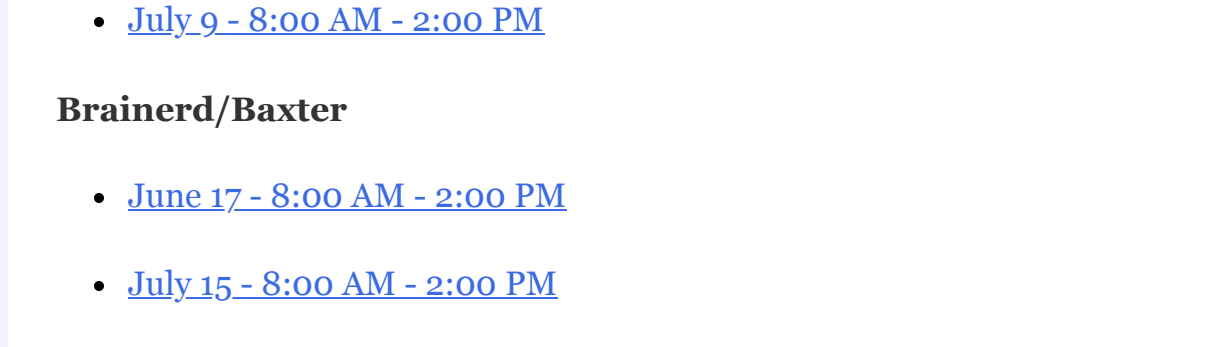 July 9 - 8:00 AM - 2:00 PM
Brainerd/Baxter
June 17 - 8:00 AM - 2:00 PM
July 15 - 8:00 AM - 2:00 PM